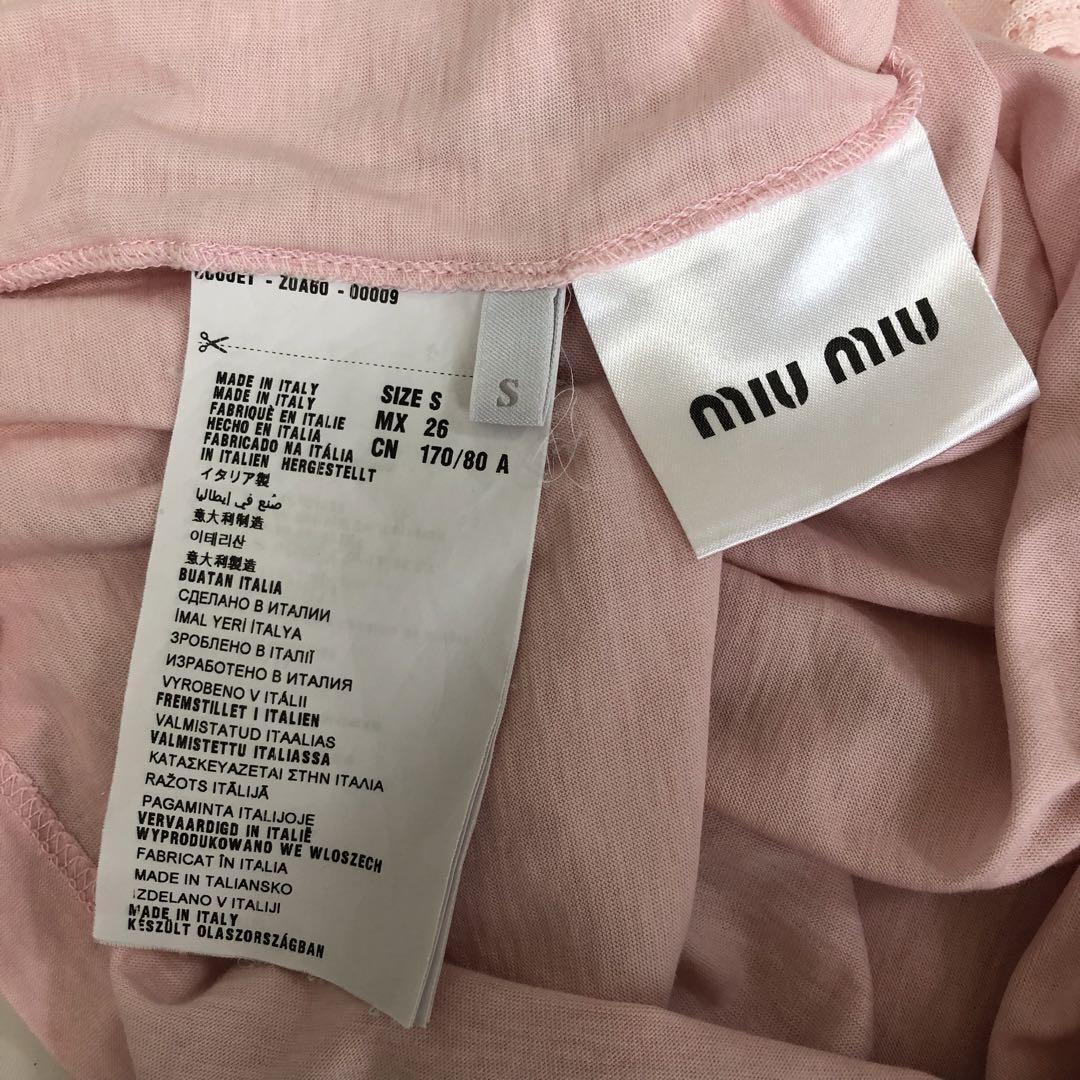 - Z0A60 - 00009
MADE IN ITALY
MADE IN ITALY
FABRIQUÈ EN ITALIE
HECHO EN ITALIA
FABRICADO NA ITÁLIA
IN ITALIEN HERGESTELLT
イタリア製
صُنع في إيطاليا
意大利制造
이테리산
意大利製造
BUATAN ITALIA
СДЕЛАНО В ИТАЛИИ
İMAL YERİ İTALYA
ЗРОБЛЕНО В ІТАЛІЇ
ИЗРАБОТЕНО В ИТАЛИЯ
VYROBENO V ITÁLII
FREMSTILLET I ITALIEN
VALMISTATUD ITAALIAS
VALMISTETTU ITALIASSA
ΚΑΤΑΣΚΕΥΑΖΕΤΑΙ ΣΤΗΝ ΙΤΑΛΙΑ
RAŽOTS ITĀLIJĀ
PAGAMINTA ITALIJOJE
VERVAARDIGD IN ITALIË
WYPRODUKOWANO WE WLOSZECH
FABRICAT ÎN ITALIA
MADE IN TALIANSKO
IZDELANO V ITALIJI
MADE IN ITALY
KÉSZÜLT OLASZORSZÁGBAN
SIZE S
MX 26
CN 170/80 A
S
MIU MIU